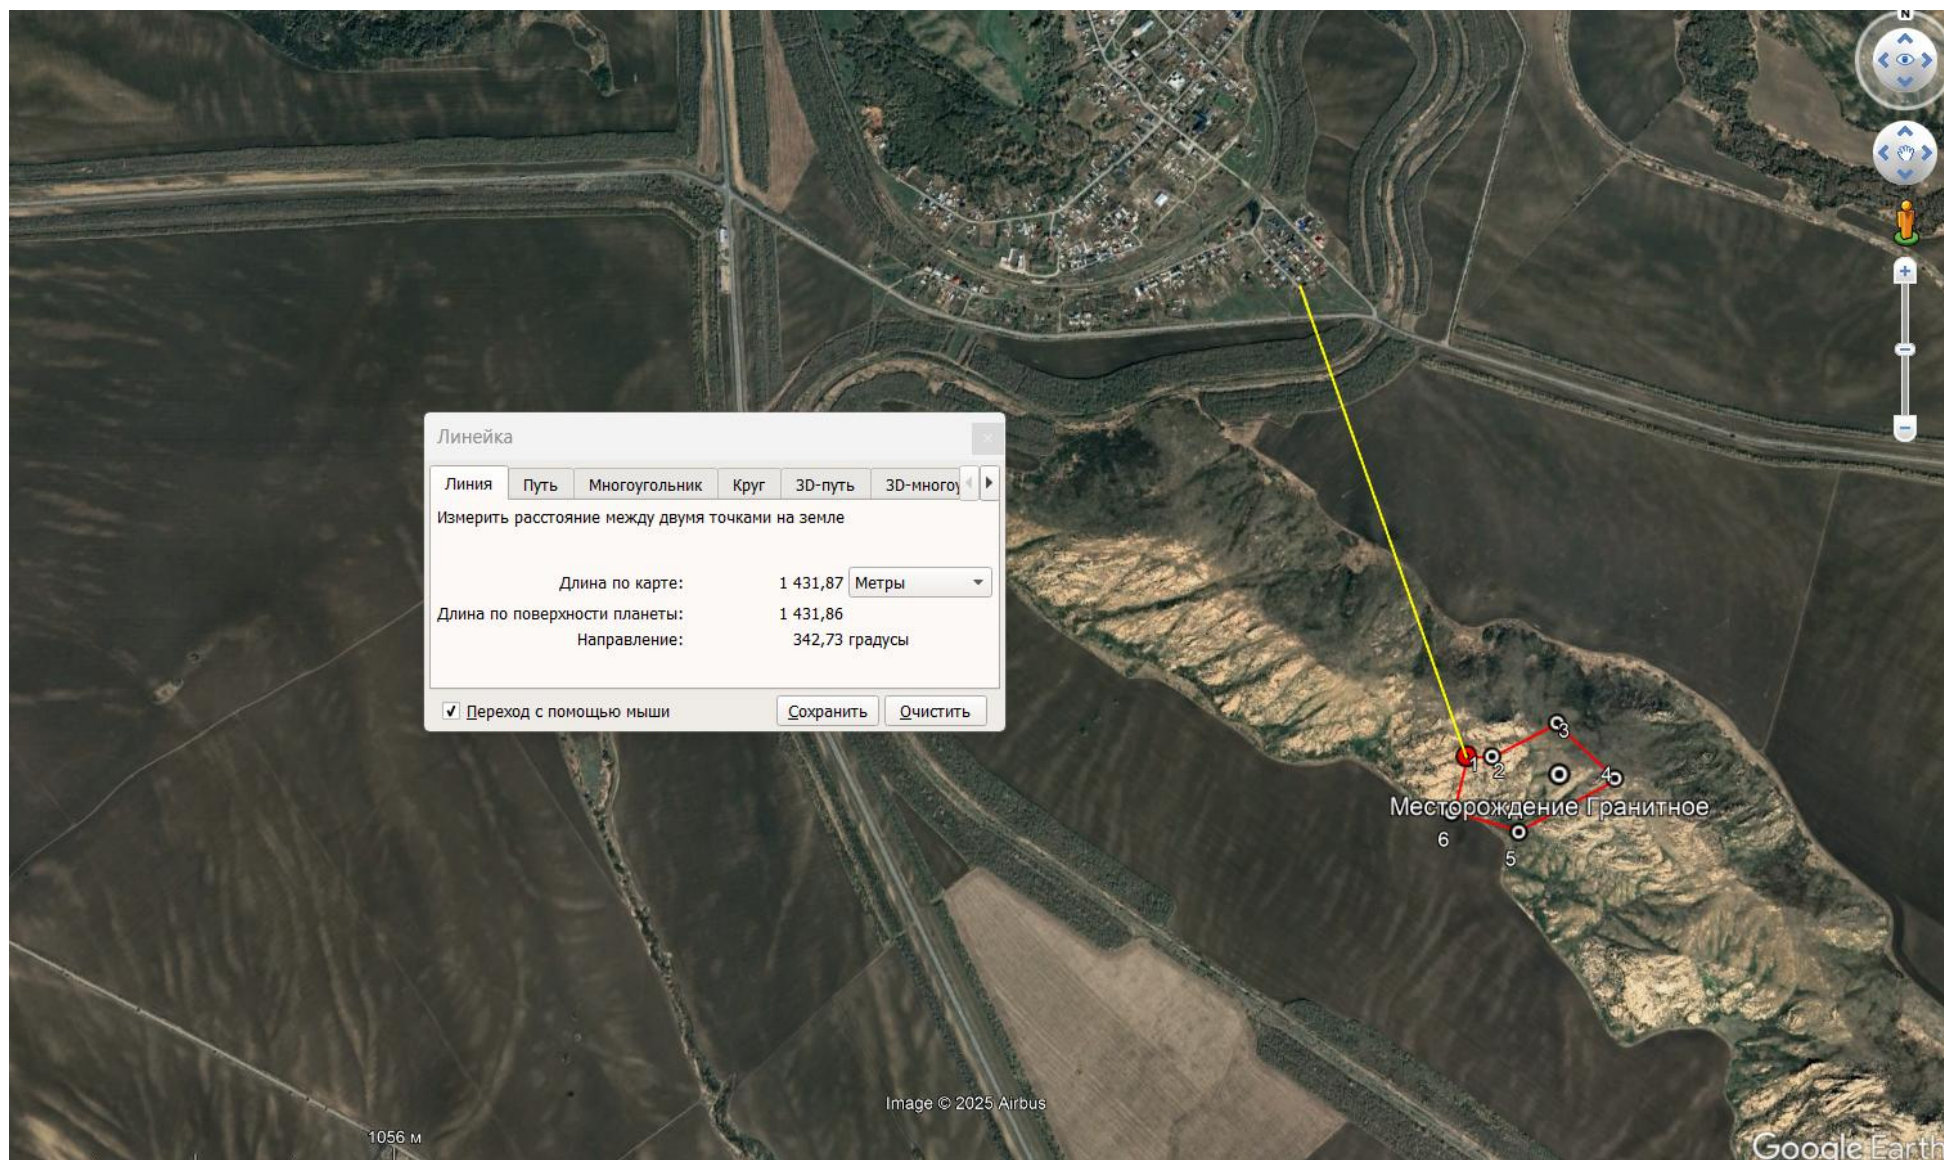 N
Линейка
Линия Путь Многоугольник Круг 3D-путь 3D-многоу
Измерить расстояние между двумя точками на земле
Длина по карте: 1 431,87 Метры
Длина по поверхности планеты: 1 431,86
Направление: 342,73 градусы
Переход с помощью мыши Сохранить Очистить
3
1 2 4
Месторождение Гранитное
6
5
Image © 2025 Airbus
1056 м
Google Earth